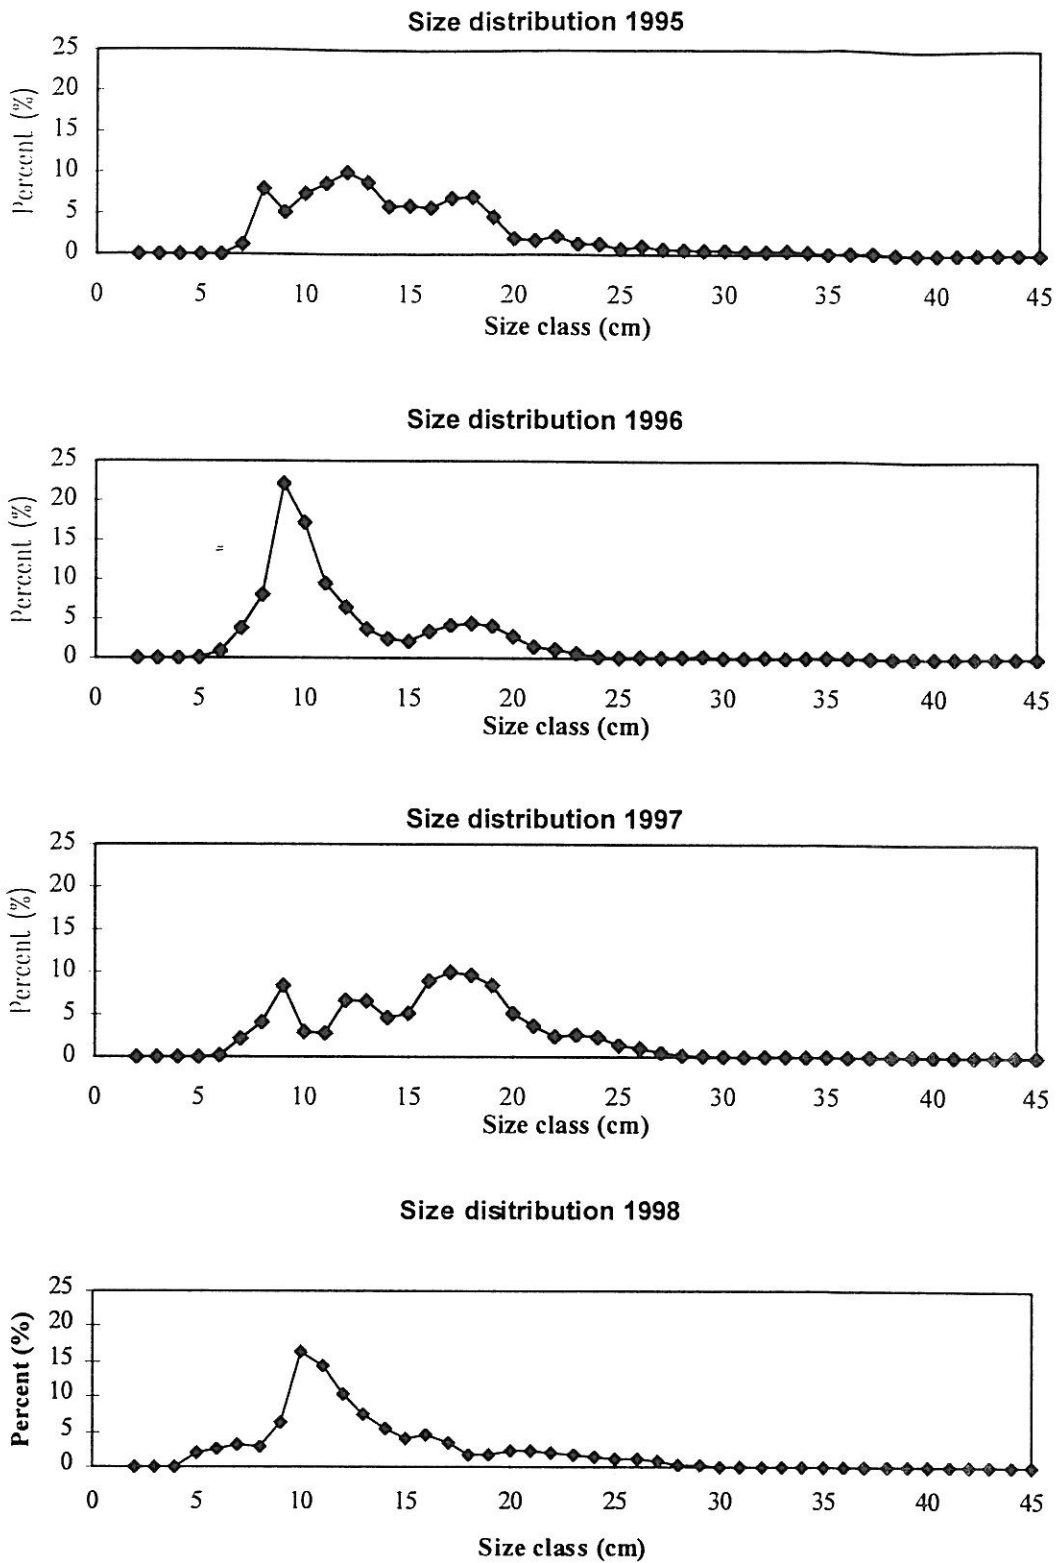 Size distribution 1995
25
20
15
10
5
0
Percent (%)
0 5 10 15 20 25 30 35 40 45
Size class (cm)
Size distribution 1996
25
20
15
10
5
0
Percent (%)
0 5 10 15 20 25 30 35 40 45
Size class (cm)
Size distribution 1997
25
20
15
10
5
0
Percent (%)
0 5 10 15 20 25 30 35 40 45
Size class (cm)
Size disitribution 1998
25
20
15
10
5
0
Percent (%)
0 5 10 15 20 25 30 35 40 45
Size class (cm)